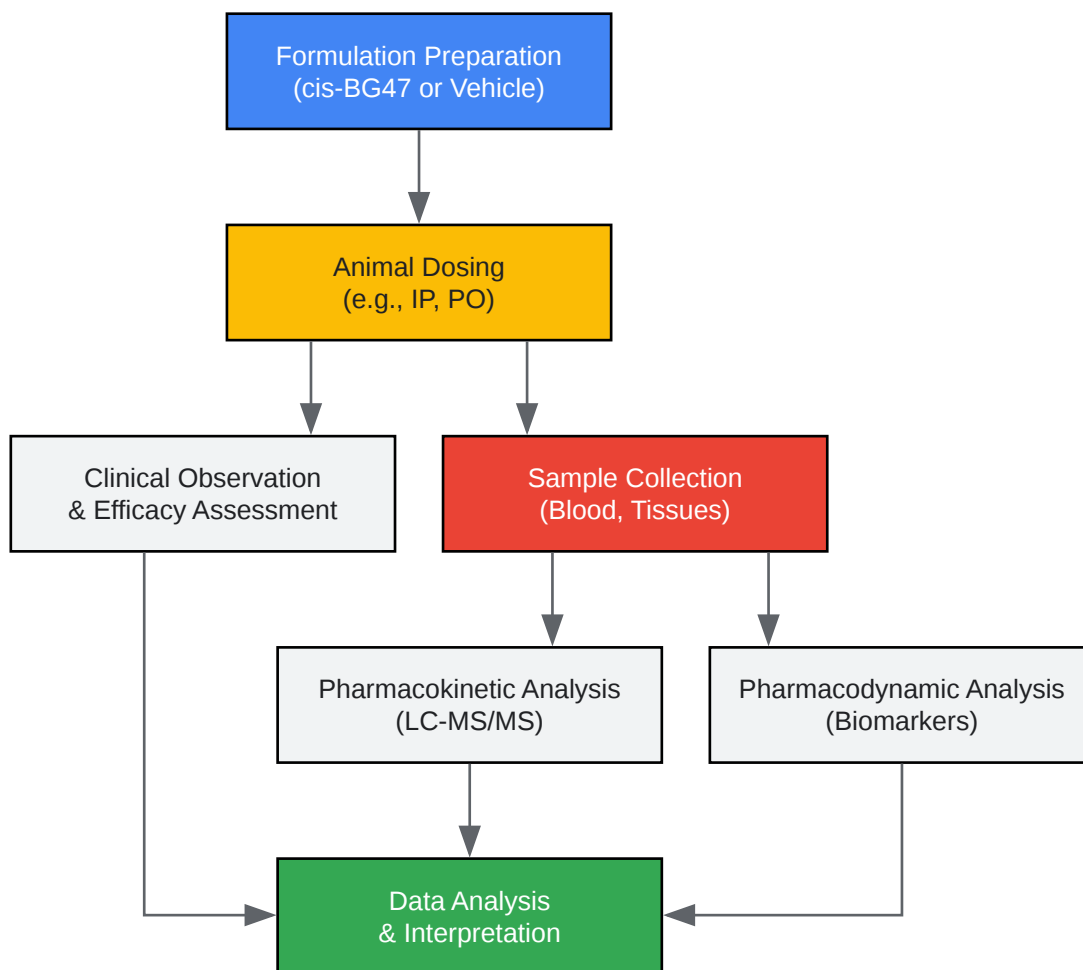 Formulation Preparation
(cis-BG47 or Vehicle)
Animal Dosing
(e.g., IP, PO)
Clinical Observation
& Efficacy Assessment
Sample Collection
(Blood, Tissues)
Pharmacokinetic Analysis
(LC-MS/MS)
Pharmacodynamic Analysis
(Biomarkers)
Data Analysis
& Interpretation